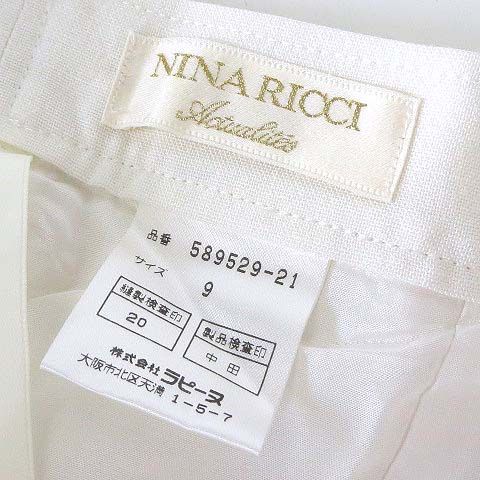 NINA RICCI
Actualités
品番 589529-21
サイズ 9
縫製検査印 製品検査印
20 中田
株式会社 ラピーヌ
大阪市北区天満 1-5-7